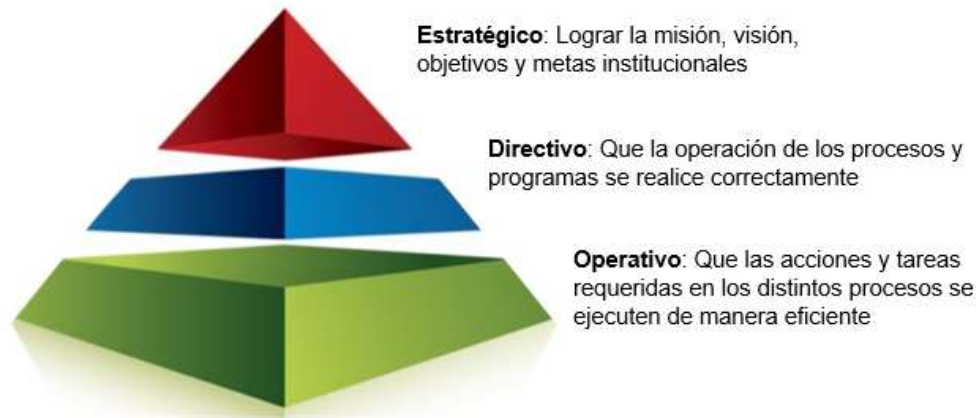 Estratégico: Lograr la misión, visión,
objetivos y metas institucionales
Directivo: Que la operación de los procesos y
programas se realice correctamente
Operativo: Que las acciones y tareas
requeridas en los distintos procesos se
ejecuten de manera eficiente